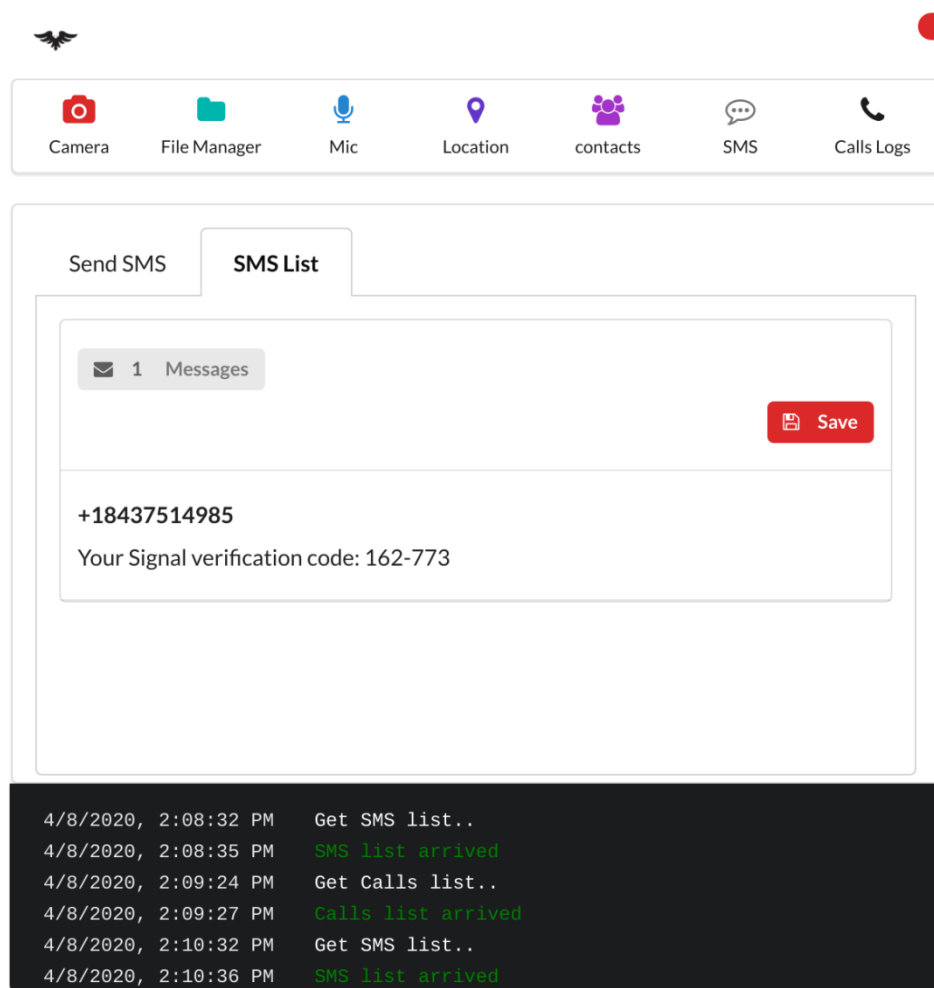 Camera File Manager Mic Location contacts SMS Calls Logs
Send SMS SMS List
1 Messages
Save
+18437514985
Your Signal verification code: 162-773
4/8/2020, 2:08:32 PM Get SMS list..
4/8/2020, 2:08:35 PM SMS list arrived
4/8/2020, 2:09:24 PM Get Calls list..
4/8/2020, 2:09:27 PM Calls list arrived
4/8/2020, 2:10:32 PM Get SMS list..
4/8/2020, 2:10:36 PM SMS list arrived